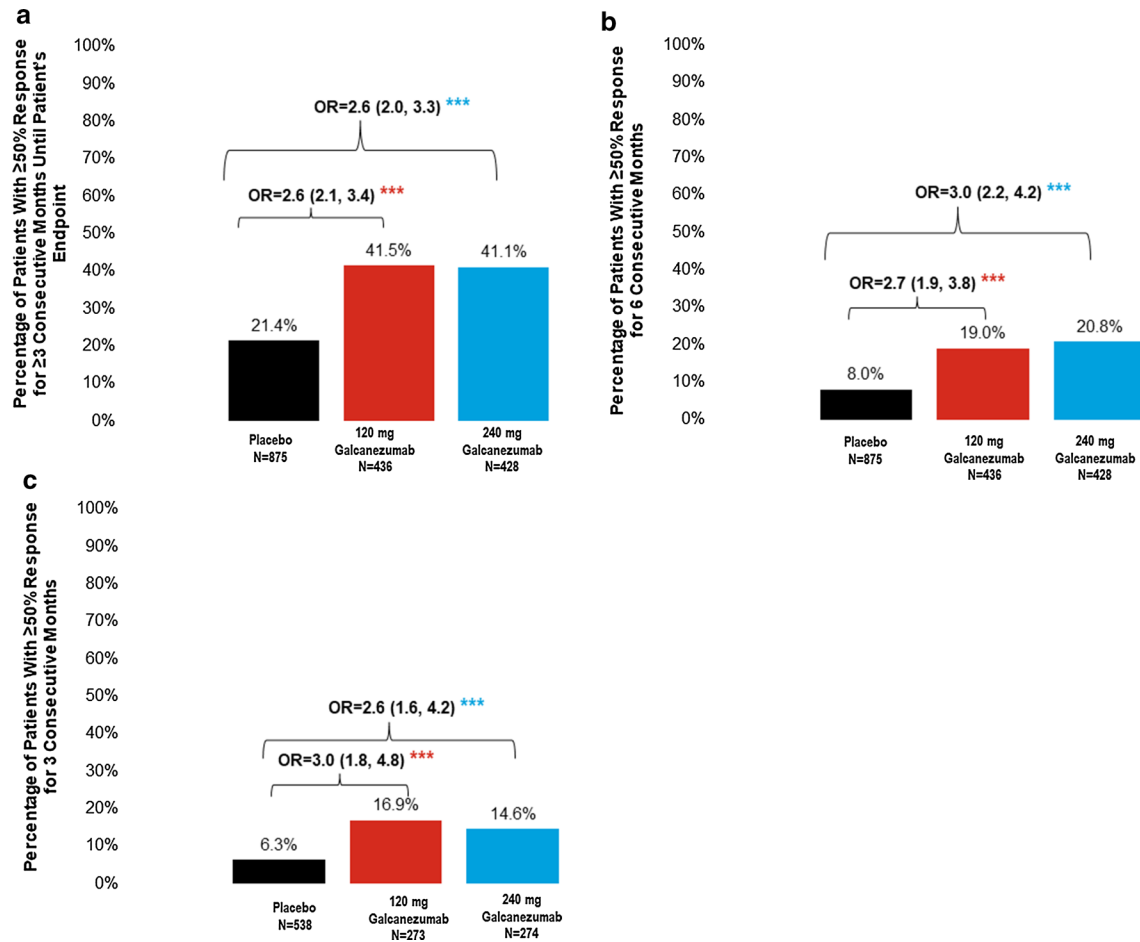 a
Percentage of Patients With ≥50% Response
for ≥3 Consecutive Months Until Patient's
Endpoint
100%
90%
80%
70%
60%
50%
40%
30%
20%
10%
0%
OR=2.6 (2.0, 3.3) ***
OR=2.6 (2.1, 3.4) ***
21.4%
41.5%
41.1%
Placebo
N=875
120 mg
Galcanezumab
N=436
240 mg
Galcanezumab
N=428
b
Percentage of Patients With ≥50% Response
for 6 Consecutive Months
100%
90%
80%
70%
60%
50%
40%
30%
20%
10%
0%
OR=3.0 (2.2, 4.2) ***
OR=2.7 (1.9, 3.8) ***
8.0%
19.0%
20.8%
Placebo
N=875
120 mg
Galcanezumab
N=436
240 mg
Galcanezumab
N=428
c
Percentage of Patients With ≥50% Response
for 3 Consecutive Months
100%
90%
80%
70%
60%
50%
40%
30%
20%
10%
0%
OR=2.6 (1.6, 4.2) ***
OR=3.0 (1.8, 4.8) ***
6.3%
16.9%
14.6%
Placebo
N=538
120 mg
Galcanezumab
N=273
240 mg
Galcanezumab
N=274